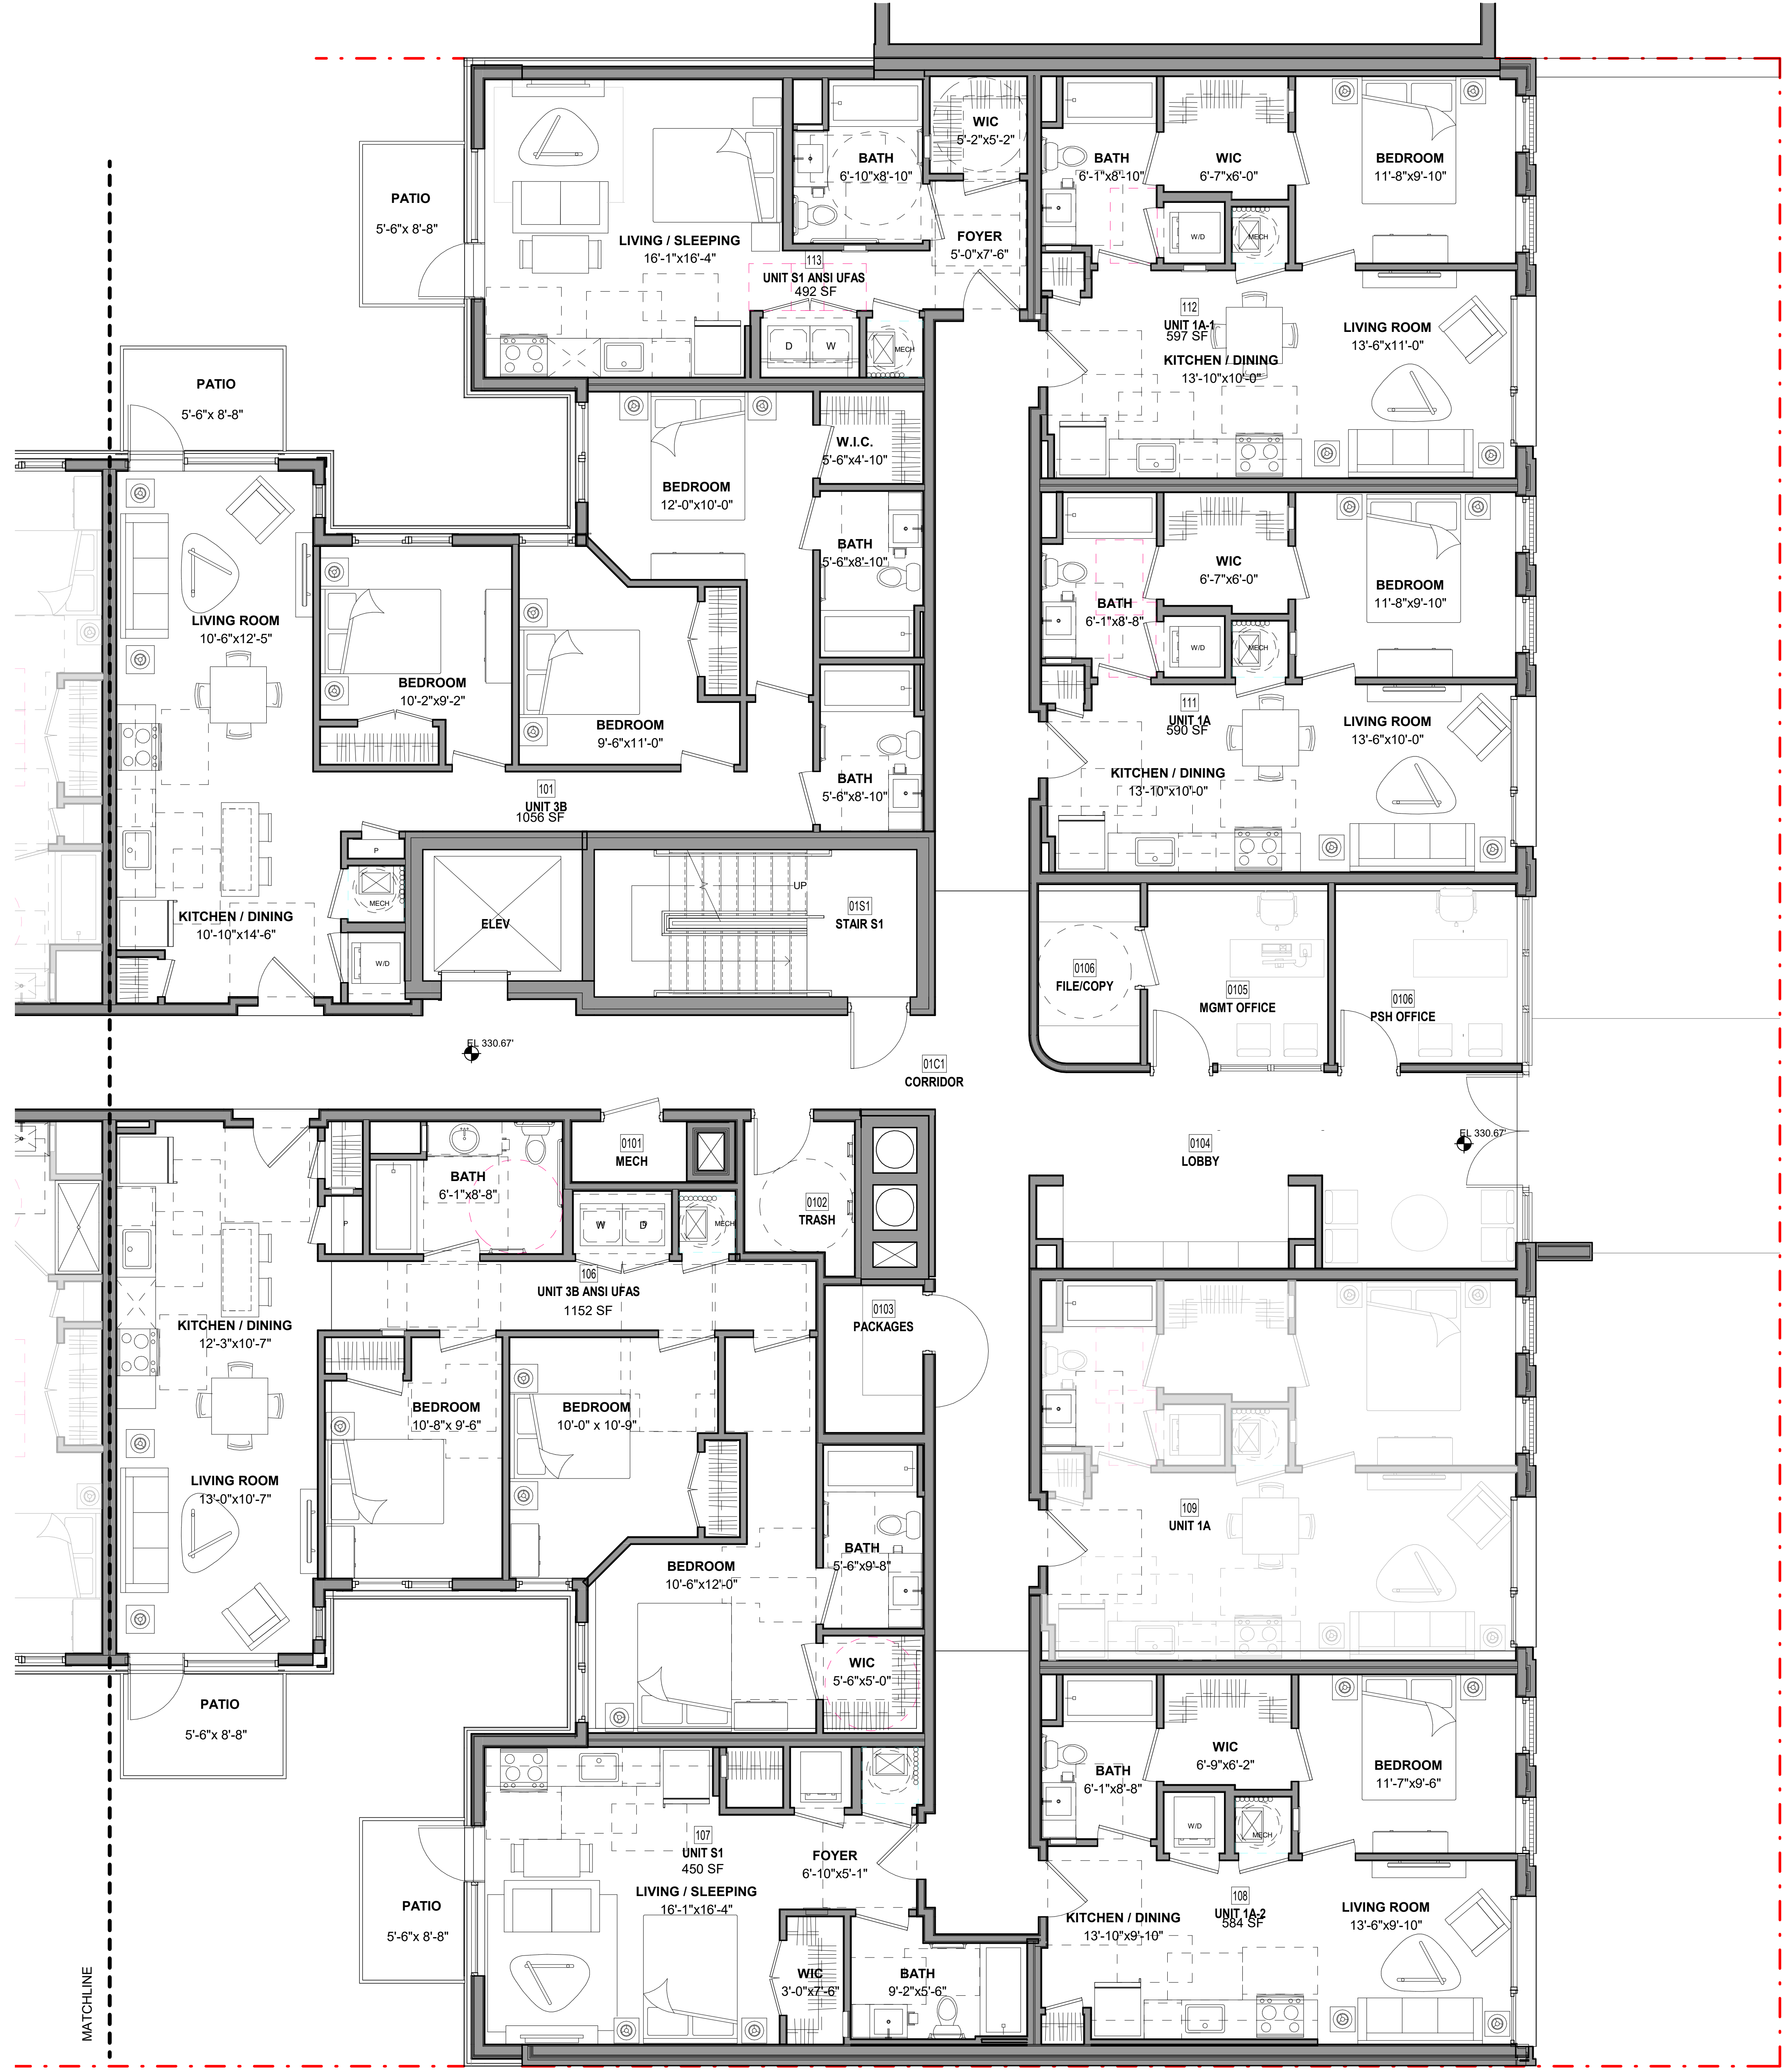 WIC
5'-2"x5'-2"
BATH
6'-10"x8'-10"
BATH
6'-1"x8'-10"
WIC
6'-7"x6'-0"
BEDROOM
11'-8"x9'-10"
PATIO
5'-6"x 8'-8"
LIVING / SLEEPING
16'-1"x16'-4"
FOYER
5'-0"x7'-6"
W/D
MECH
113
UNIT S1 ANSI UFAS
492 SF
D
W
MECH
112
UNIT 1A-1
597 SF
KITCHEN / DINING
13'-10"x10'-0"
LIVING ROOM
13'-6"x11'-0"
PATIO
5'-6"x 8'-8"
W.I.C.
5'-6"x4'-10"
BEDROOM
12'-0"x10'-0"
BATH
5'-6"x8'-10"
WIC
6'-7"x6'-0"
BEDROOM
11'-8"x9'-10"
BATH
6'-1"x8'-8"
W/D
MECH
LIVING ROOM
10'-6"x12'-5"
BEDROOM
10'-2"x9'-2"
BEDROOM
9'-6"x11'-0"
111
UNIT 1A
590 SF
LIVING ROOM
13'-6"x10'-0"
KITCHEN / DINING
13'-10"x10'-0"
BATH
5'-6"x8'-10"
101
UNIT 3B
1056 SF
P
MECH
KITCHEN / DINING
10'-10"x14'-6"
W/D
ELEV
UP
01S1
STAIR S1
0106
FILE/COPY
0105
MGMT OFFICE
0106
PSH OFFICE
EL 330.67'
01C1
CORRIDOR
0104
LOBBY
EL 330.67'
0101
MECH
BATH
6'-1"x8'-8"
P
W
D
MECH
0102
TRASH
106
UNIT 3B ANSI UFAS
1152 SF
0103
PACKAGES
KITCHEN / DINING
12'-3"x10'-7"
BEDROOM
10'-8"x 9'-6"
BEDROOM
10'-0" x 10'-9"
LIVING ROOM
13'-0"x10'-7"
109
UNIT 1A
BATH
5'-6"x9'-8"
BEDROOM
10'-6"x12'-0"
WIC
5'-6"x5'-0"
PATIO
5'-6"x 8'-8"
WIC
6'-9"x6'-2"
BATH
6'-1"x8'-8"
BEDROOM
11'-7"x9'-6"
W/D
MECH
107
UNIT S1
450 SF
FOYER
6'-10"x5'-1"
LIVING / SLEEPING
16'-1"x16'-4"
PATIO
5'-6"x 8'-8"
108
UNIT 1A-2
584 SF
KITCHEN / DINING
13'-10"x9'-10"
LIVING ROOM
13'-6"x9'-10"
WIC
3'-0"x7'-6"
BATH
9'-2"x5'-6"
MATCHLINE